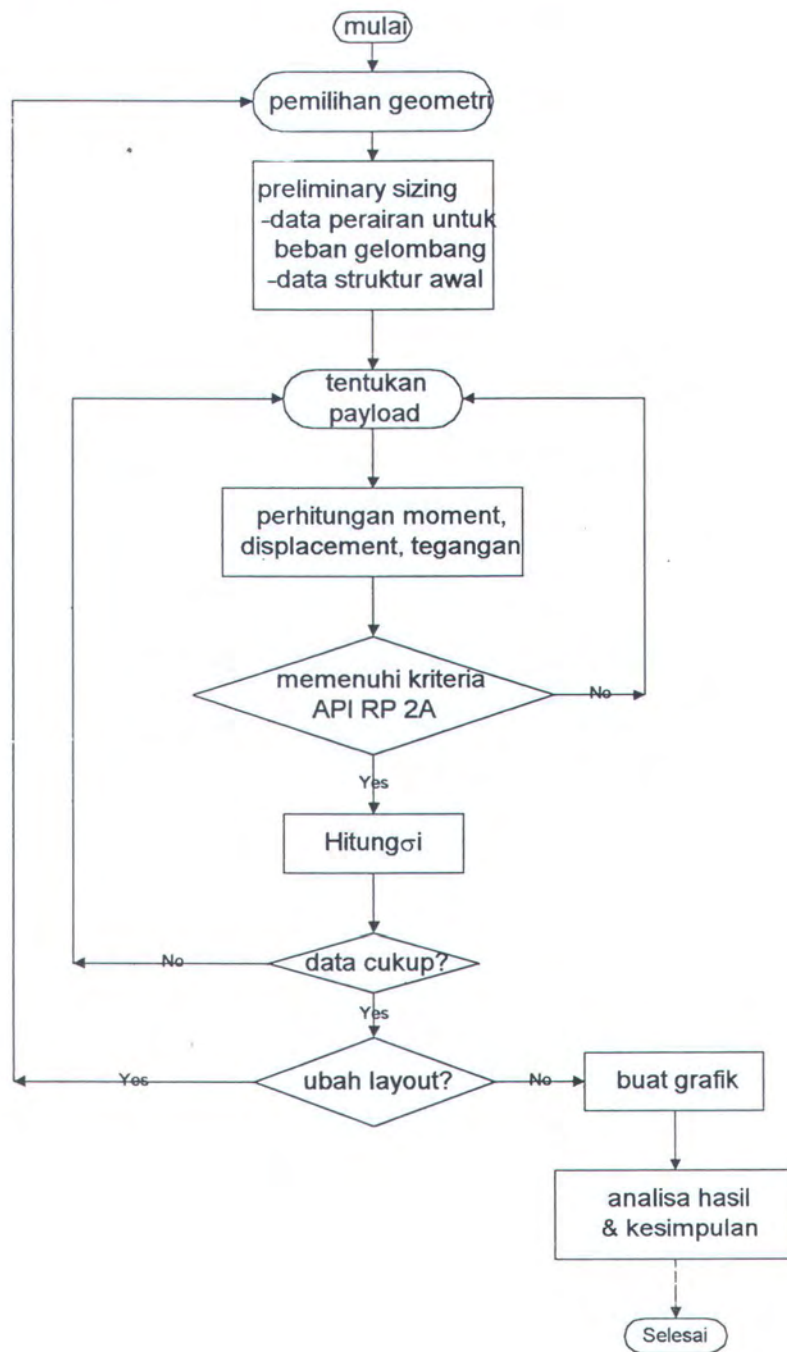 mulai
pemilihan geometri
preliminary sizing
-data perairan untuk
beban gelombang
-data struktur awal
tentukan
payload
perhitungan moment,
displacement, tegangan
memenuhi kriteria
API RP 2A
No
Yes
Hitungσi
data cukup?
No
Yes
ubah layout?
Yes
No
buat grafik
analisa hasil
& kesimpulan
Selesai